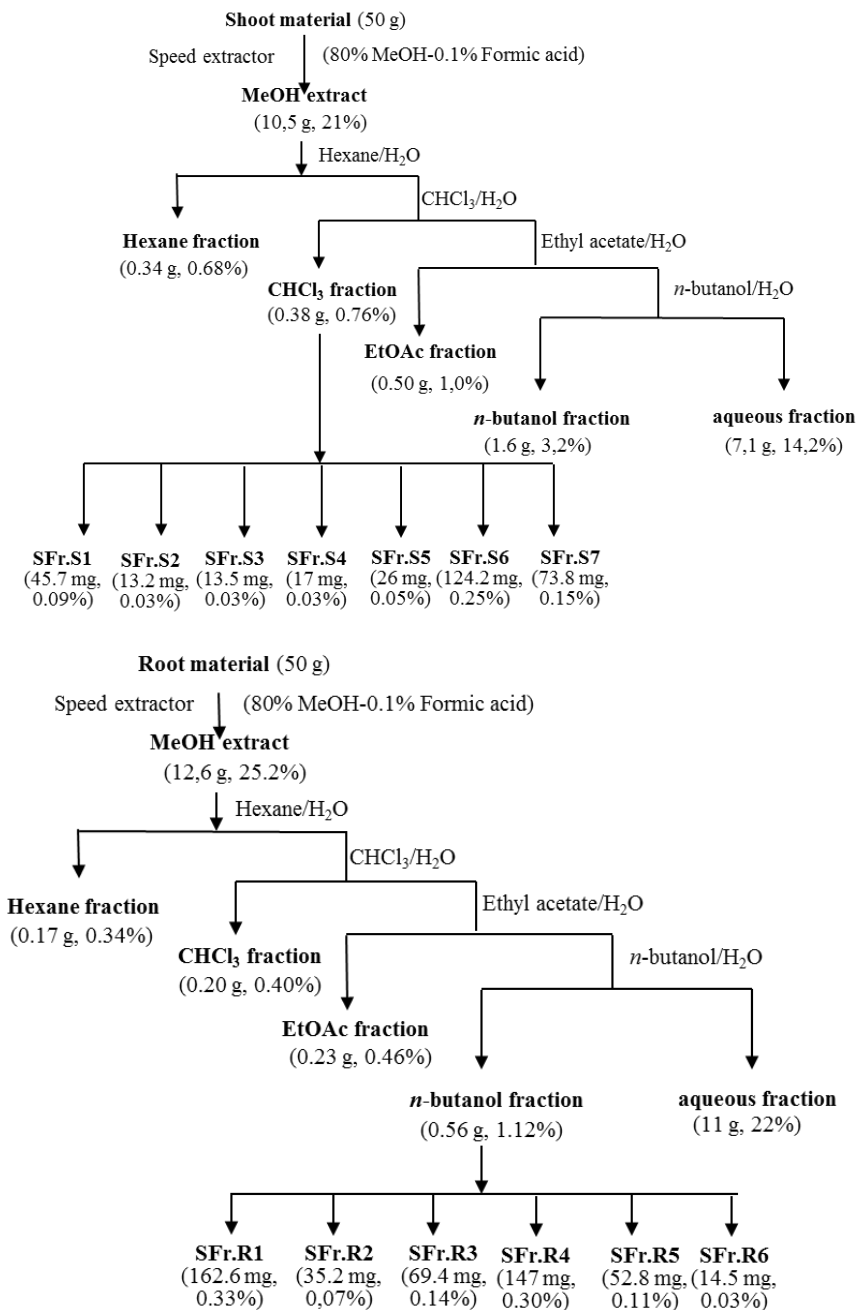 Shoot material (50 g)
Speed extractor (80% MeOH-0.1% Formic acid)
MeOH extract
(10,5 g, 21%)
Hexane/H₂O
CHCl₃/H₂O
Hexane fraction
(0.34 g, 0.68%)
Ethyl acetate/H₂O
CHCl₃ fraction
(0.38 g, 0.76%)
n-butanol/H₂O
EtOAc fraction
(0.50 g, 1,0%)
n-butanol fraction
(1.6 g, 3,2%)
aqueous fraction
(7,1 g, 14,2%)
SFr.S1
(45.7 mg,
0.09%)
SFr.S2
(13.2 mg,
0.03%)
SFr.S3
(13.5 mg,
0.03%)
SFr.S4
(17 mg,
0.03%)
SFr.S5
(26 mg,
0.05%)
SFr.S6
(124.2 mg,
0.25%)
SFr.S7
(73.8 mg,
0.15%)
Root material (50 g)
Speed extractor (80% MeOH-0.1% Formic acid)
MeOH extract
(12,6 g, 25.2%)
Hexane/H₂O
CHCl₃/H₂O
Hexane fraction
(0.17 g, 0.34%)
Ethyl acetate/H₂O
CHCl₃ fraction
(0.20 g, 0.40%)
n-butanol/H₂O
EtOAc fraction
(0.23 g, 0.46%)
n-butanol fraction
(0.56 g, 1.12%)
aqueous fraction
(11 g, 22%)
SFr.R1
(162.6 mg,
0.33%)
SFr.R2
(35.2 mg,
0,07%)
SFr.R3
(69.4 mg,
0.14%)
SFr.R4
(147 mg,
0.30%)
SFr.R5
(52.8 mg,
0.11%)
SFr.R6
(14.5 mg,
0.03%)